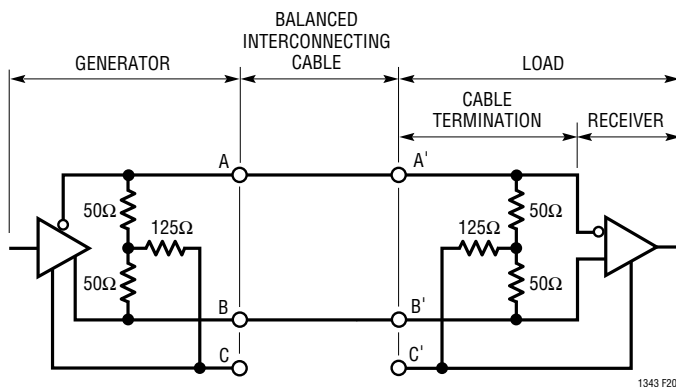 BALANCED
INTERCONNECTING
CABLE
GENERATOR
LOAD
CABLE
TERMINATION
RECEIVER
A
A'
50Ω
125Ω
50Ω
125Ω
50Ω
50Ω
B
B'
C
C'
1343 F20